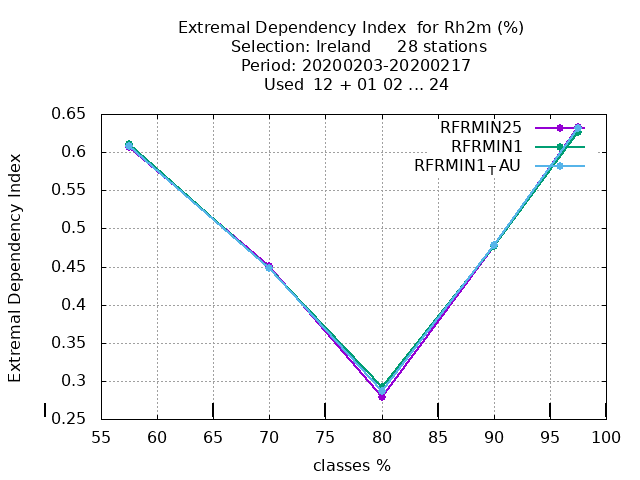 Extremal Dependency Index  for Rh2m (%)
Selection: Ireland     28 stations
Period: 20200203-20200217
Used  12 + 01 02 ... 24
0.65
0.6
0.55
0.5
0.45
0.4
0.35
0.3
0.25
Extremal Dependency Index
RFRMIN25
RFRMIN1
RFRMIN1TAU
55 60 65 70 75 80 85 90 95 100
classes %